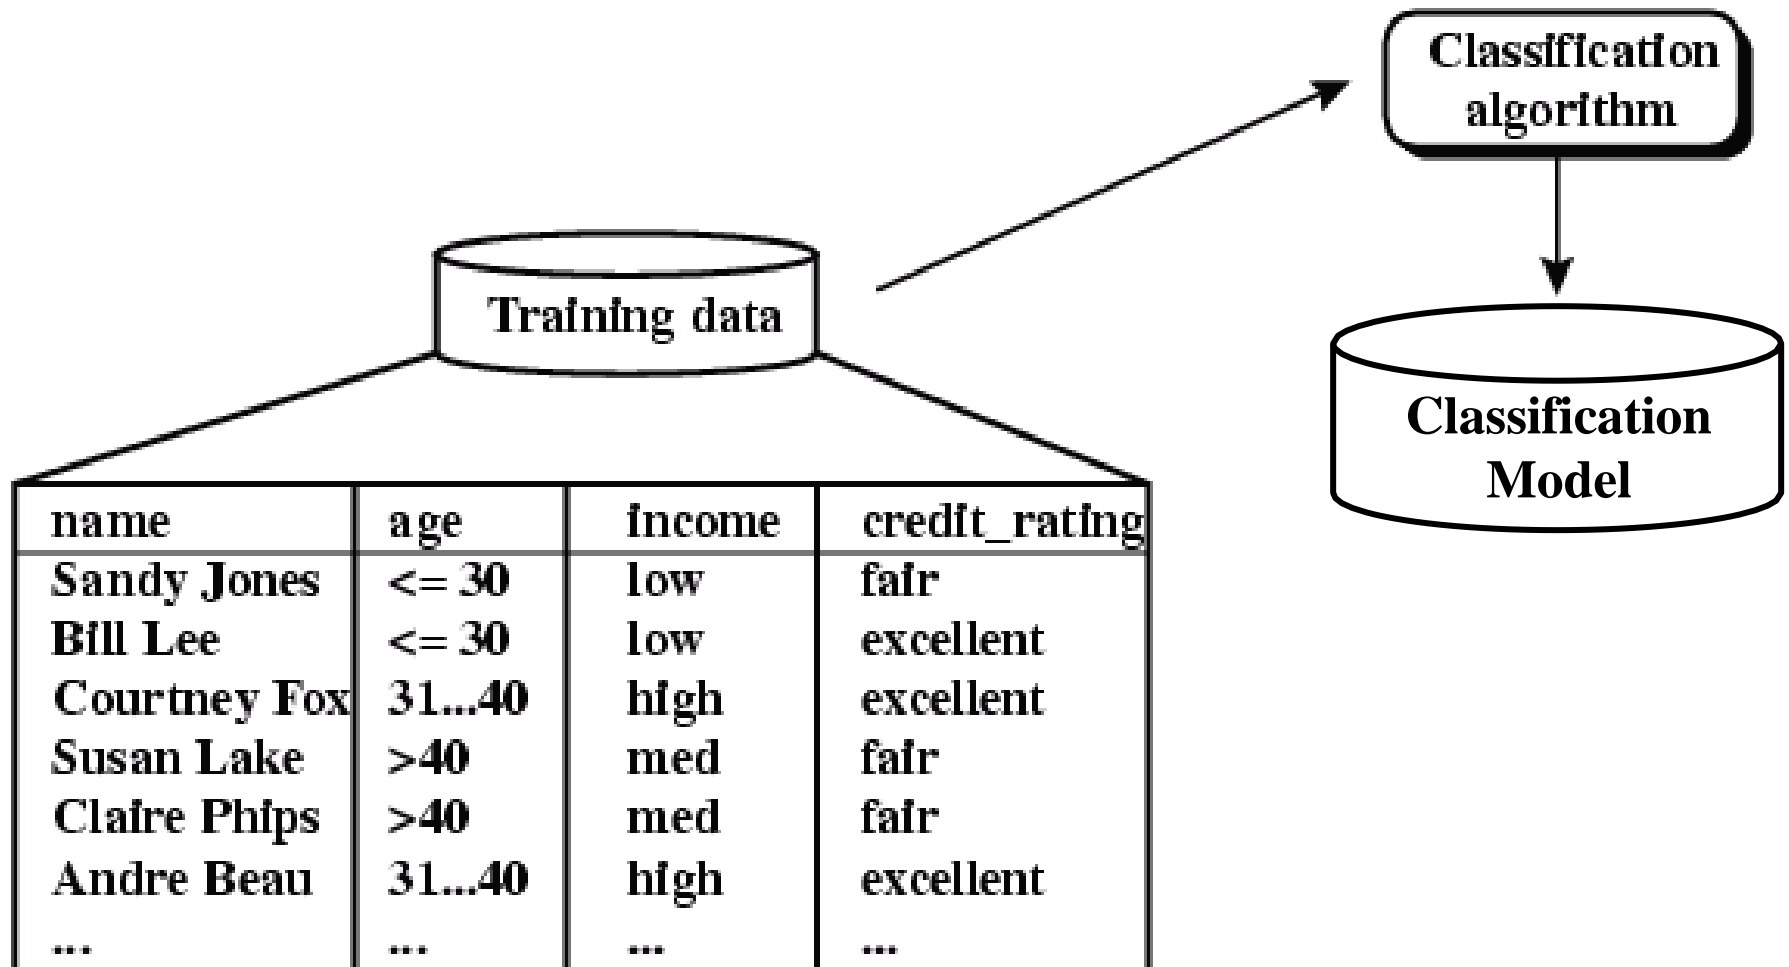 Classification
algorithm
Training data
Classification
Model
name age income credit_rating
Sandy Jones <= 30 low fair
Bill Lee <= 30 low excellent
Courtney Fox 31...40 high excellent
Susan Lake >40 med fair
Claire Phips >40 med fair
Andre Beau 31...40 high excellent
... ... ... ...